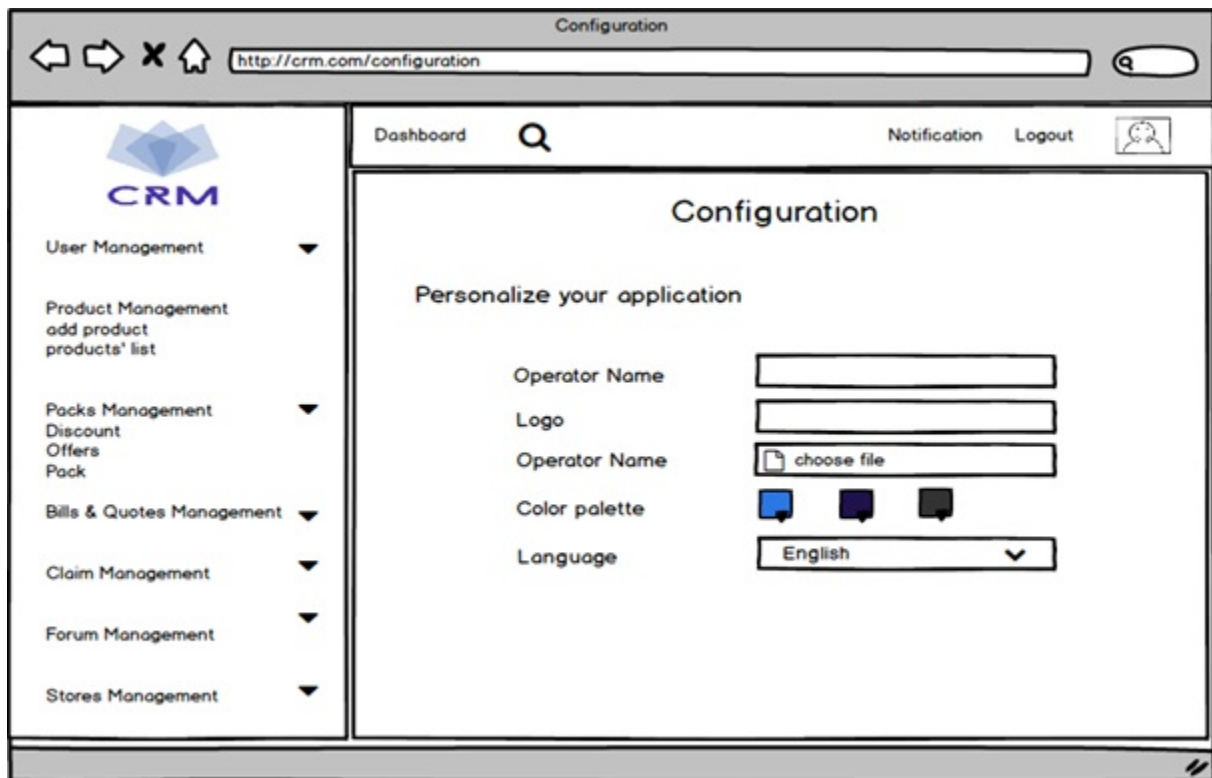 Configuration
http://crm.com/configuration
CRM
User Management
Product Management
add product
products' list
Packs Management
Discount
Offers
Pack
Bills & Quotes Management
Claim Management
Forum Management
Stores Management
Dashboard
Notification
Logout
Configuration
Personalize your application
Operator Name
Logo
Operator Name
choose file
Color palette
Language
English